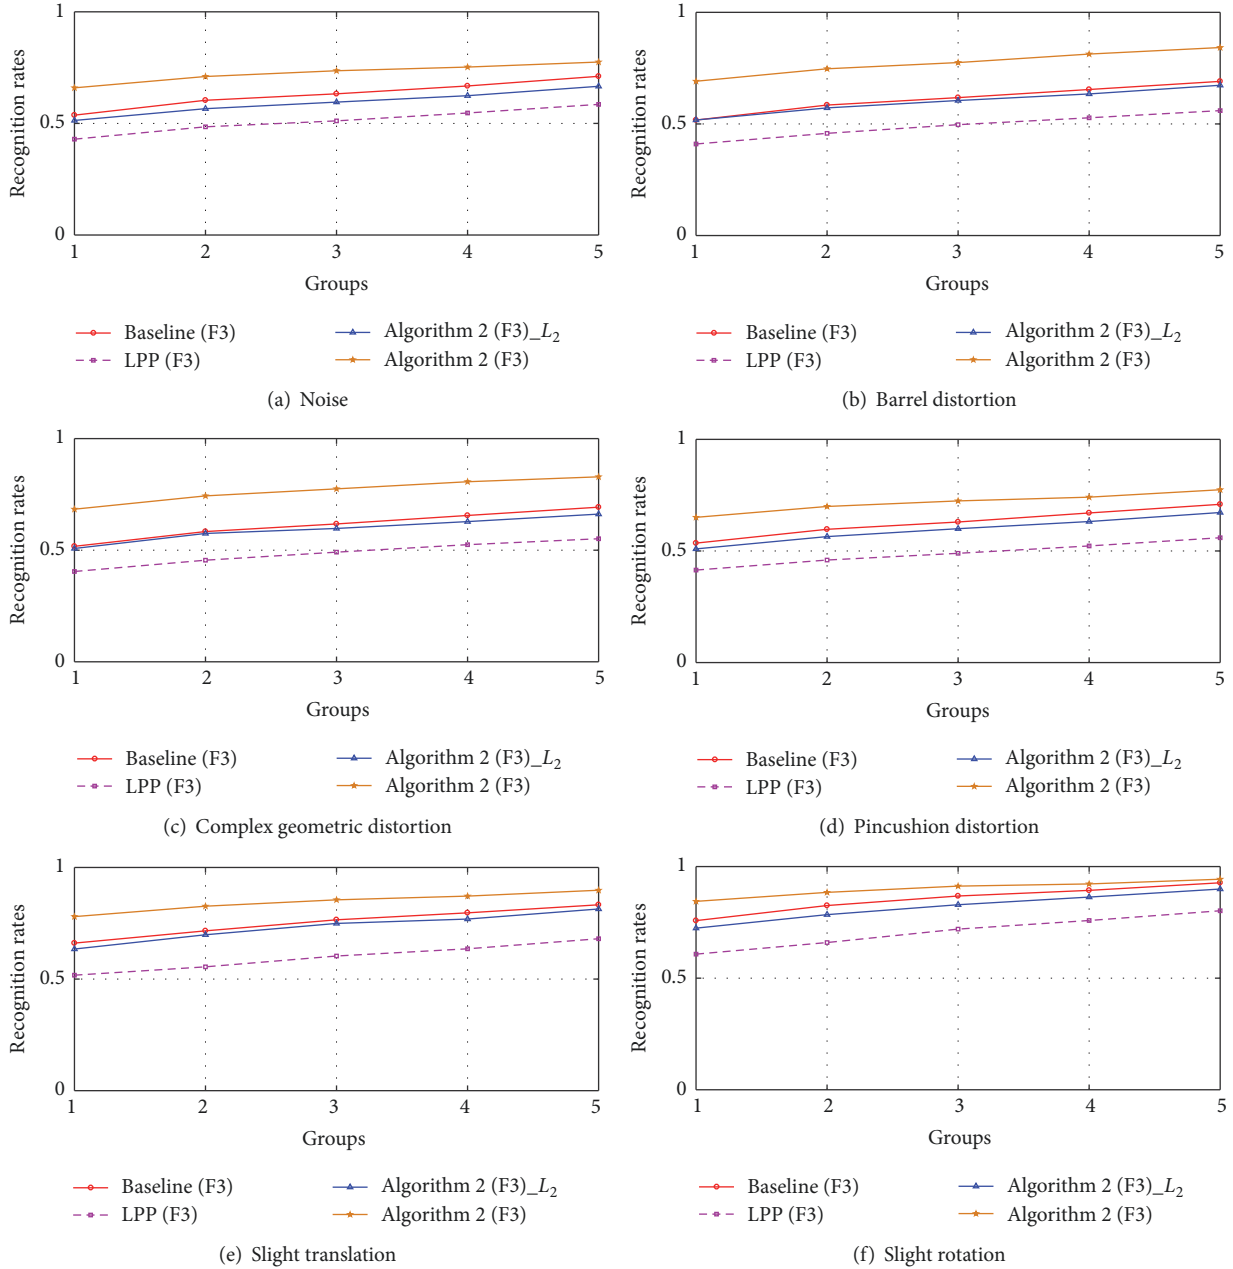 1
0.5
0
Recognition rates
1 2 3 4 5
Groups
Baseline (F3)
LPP (F3)
Algorithm 2 (F3)_L₂
Algorithm 2 (F3)
(a) Noise
1
0.5
0
Recognition rates
1 2 3 4 5
Groups
Baseline (F3)
LPP (F3)
Algorithm 2 (F3)_L₂
Algorithm 2 (F3)
(b) Barrel distortion
1
0.5
0
Recognition rates
1 2 3 4 5
Groups
Baseline (F3)
LPP (F3)
Algorithm 2 (F3)_L₂
Algorithm 2 (F3)
(c) Complex geometric distortion
1
0.5
0
Recognition rates
1 2 3 4 5
Groups
Baseline (F3)
LPP (F3)
Algorithm 2 (F3)_L₂
Algorithm 2 (F3)
(d) Pincushion distortion
1
0.5
0
Recognition rates
1 2 3 4 5
Groups
Baseline (F3)
LPP (F3)
Algorithm 2 (F3)_L₂
Algorithm 2 (F3)
(e) Slight translation
1
0.5
0
Recognition rates
1 2 3 4 5
Groups
Baseline (F3)
LPP (F3)
Algorithm 2 (F3)_L₂
Algorithm 2 (F3)
(f) Slight rotation